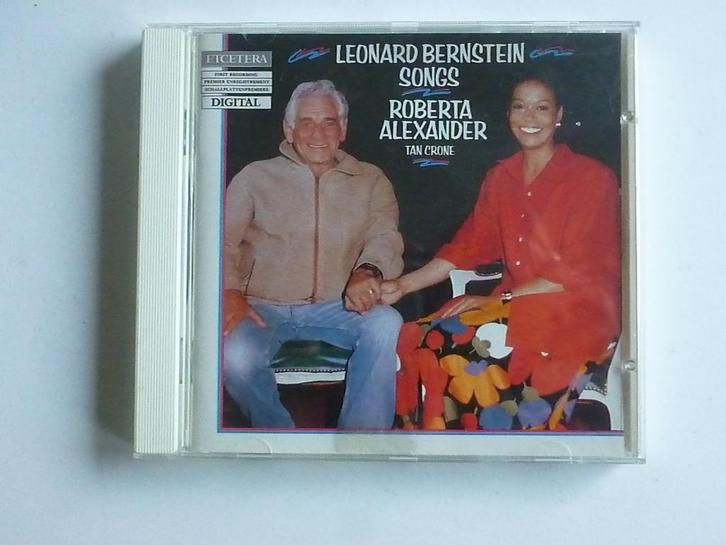 ETCETERA
FIRST RECORDING
PREMIER ENREGISTREMENT
SCHALLPLATTENPREMIERE
DIGITAL
LEONARD BERNSTEIN
SONGS
ROBERTA
ALEXANDER
TAN CRONE